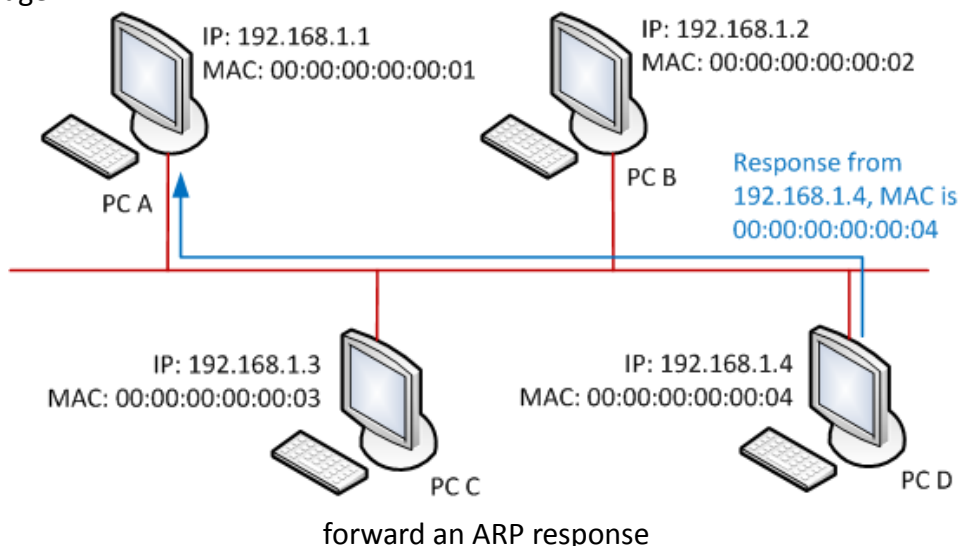 IP: 192.168.1.1
MAC: 00:00:00:00:00:01
PC A
IP: 192.168.1.2
MAC: 00:00:00:00:00:02
PC B
Response from
192.168.1.4, MAC is
00:00:00:00:00:04
IP: 192.168.1.3
MAC: 00:00:00:00:00:03
PC C
IP: 192.168.1.4
MAC: 00:00:00:00:00:04
PC D
forward an ARP response